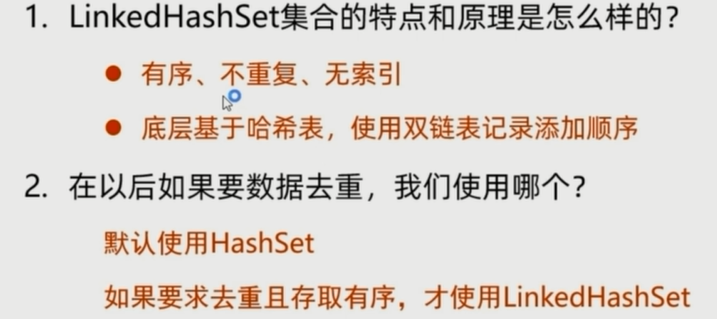 1. LinkedHashSet集合的特点和原理是怎么样的?
有序、不重复、无索引
底层基于哈希表，使用双链表记录添加顺序
2. 在以后如果要数据去重，我们使用哪个?
默认使用HashSet
如果要求去重且存取有序，才使用LinkedHashSet